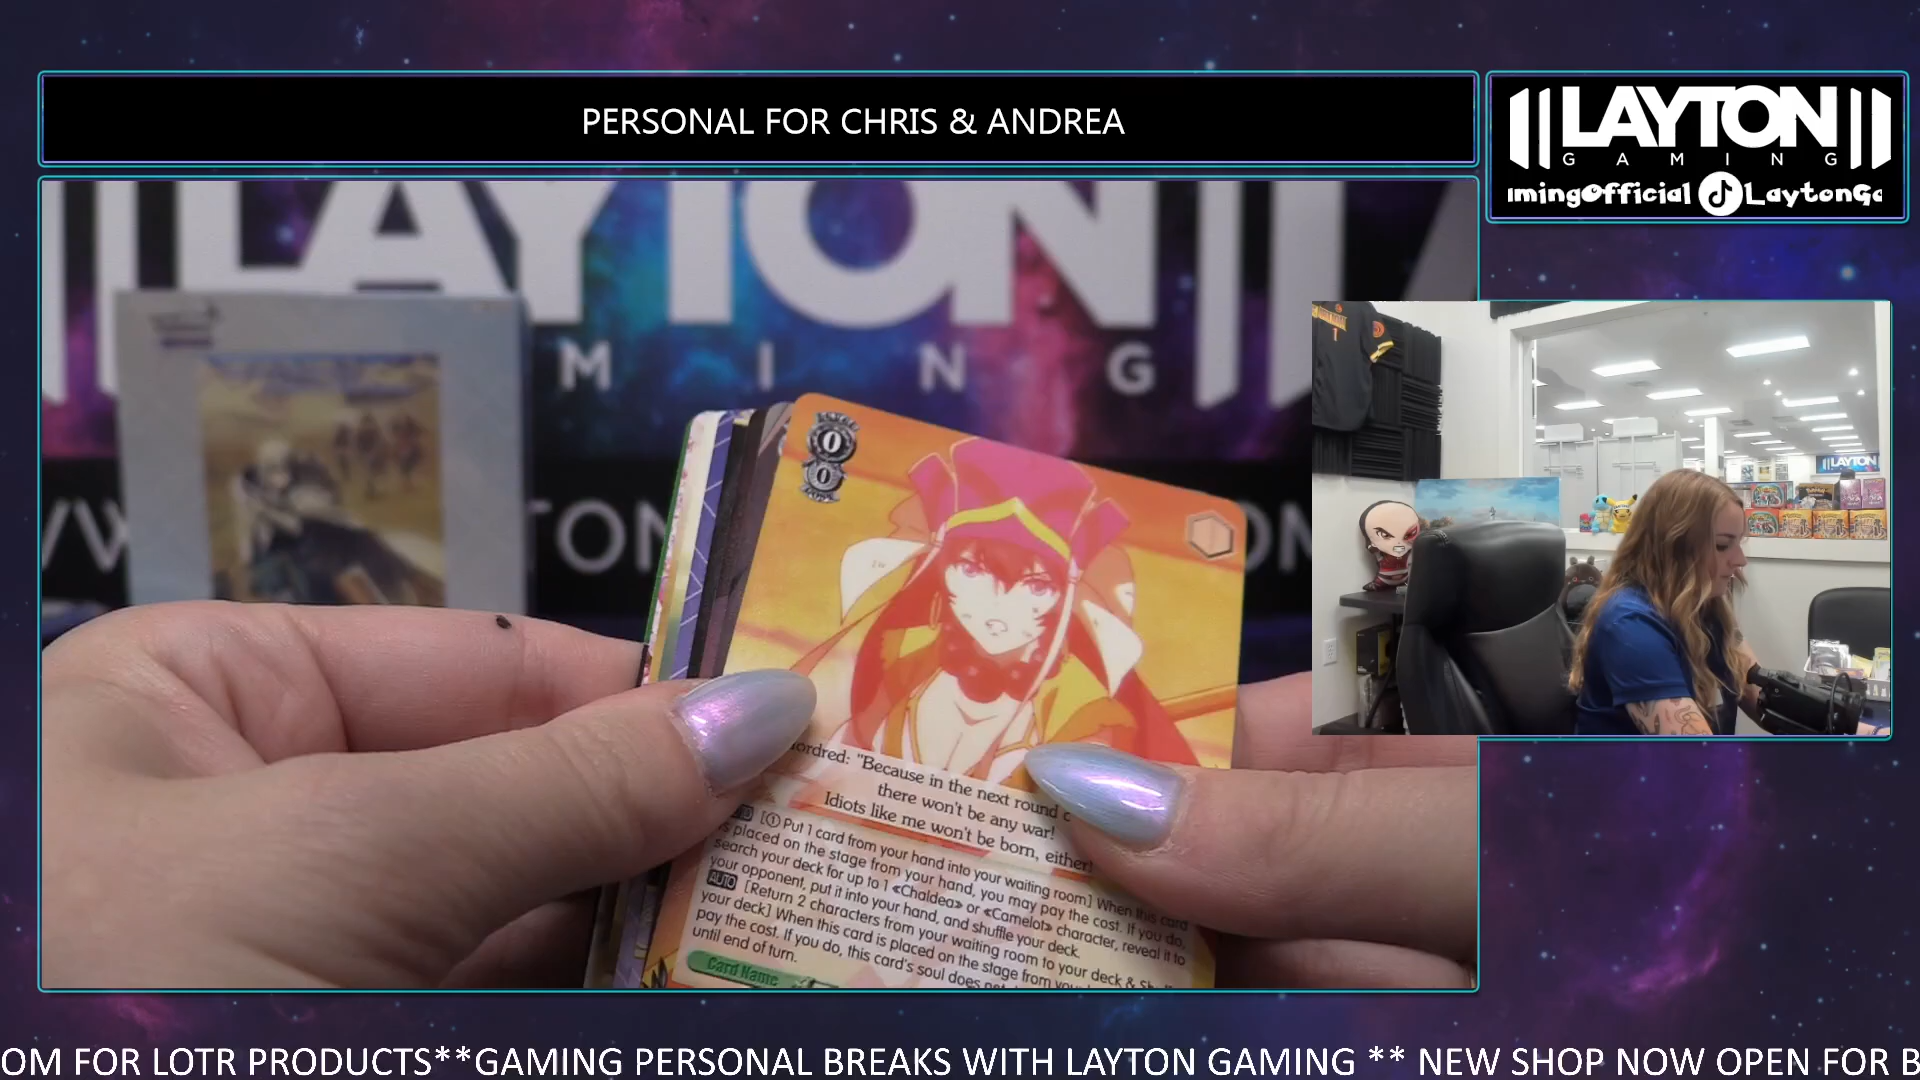 PERSONAL FOR CHRIS & ANDREA
LAYTON
GAMING
mingOfficial LaytonGa
LAYTON
M I N G
TON
OM
0
0
ordred: "Because in the next round
there won't be any war!
Idiots like me won't be born, either!
[① Put 1 card from your hand into your waiting room] When this card
is placed on the stage from your hand, you may pay the cost. If you do,
search your deck for up to 1 «Chaldea» or «Camelot» character, reveal it to
your opponent, put it into your hand, and shuffle your deck.
AUTO [Return 2 characters from your waiting room to your deck &
your deck] When this card is placed on the stage from
pay the cost. If you do, this card's soul does
until end of turn.
Card Name
LAYTON
OM FOR LOTR PRODUCTS**GAMING PERSONAL BREAKS WITH LAYTON GAMING ** NEW SHOP NOW OPEN FOR B